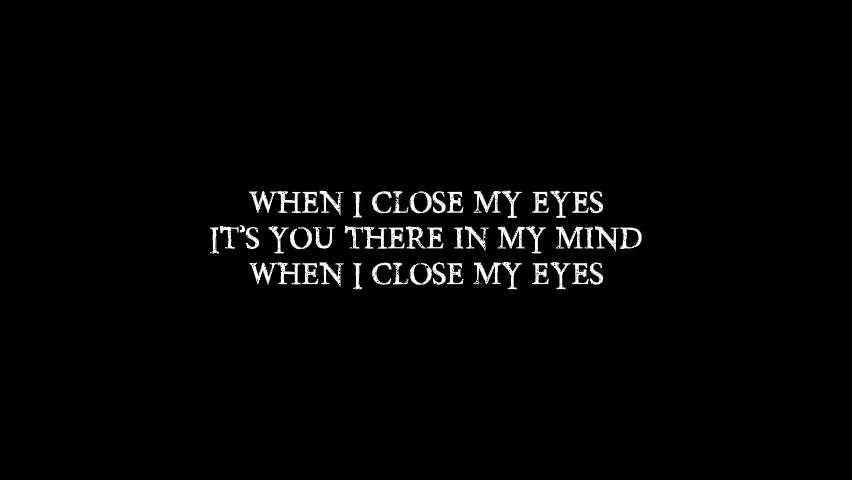 WHEN I CLOSE MY EYES
IT'S YOU THERE IN MY MIND
WHEN I CLOSE MY EYES